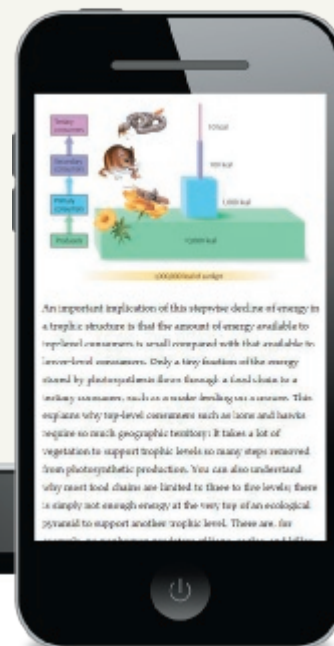 Tertiary
consumers
10 kcal
Secondary
consumers
100 kcal
Primary
consumers
1,000 kcal
Producers
10,000 kcal
1,000,000 kcal of sunlight
An important implication of this stepwise decline of energy in
a trophic structure is that the amount of energy available to
top-level consumers is small compared with that available to
lower-level consumers. Only a tiny fraction of the energy
stored by photosynthesis flows through a food chain to a
tertiary consumer, such as a snake feeding on a mouse. This
explains why top-level consumers such as lions and hawks
require so much geographic territory: It takes a lot of
vegetation to support trophic levels so many steps removed
from photosynthetic production. You can also understand
why most food chains are limited to three to five levels; there
is simply not enough energy at the very top of an ecological
pyramid to support another trophic level. There are, for